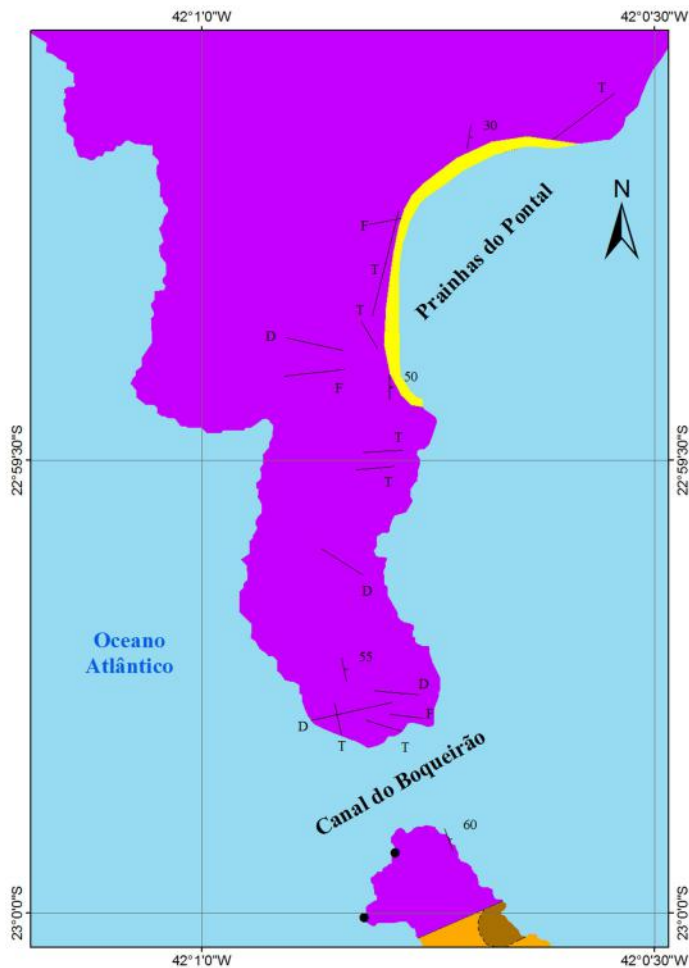 42°1'0"W
42°0'30"W
T
30
N
F
Prainhas do Pontal
T
T
D
F
50
T
22°59'30"S
22°59'30"S
T
D
Oceano
Atlântico
55
D
F
D
T
T
Canal do Boqueirão
60
23°0'0"S
23°0'0"S
42°1'0"W
42°0'30"W